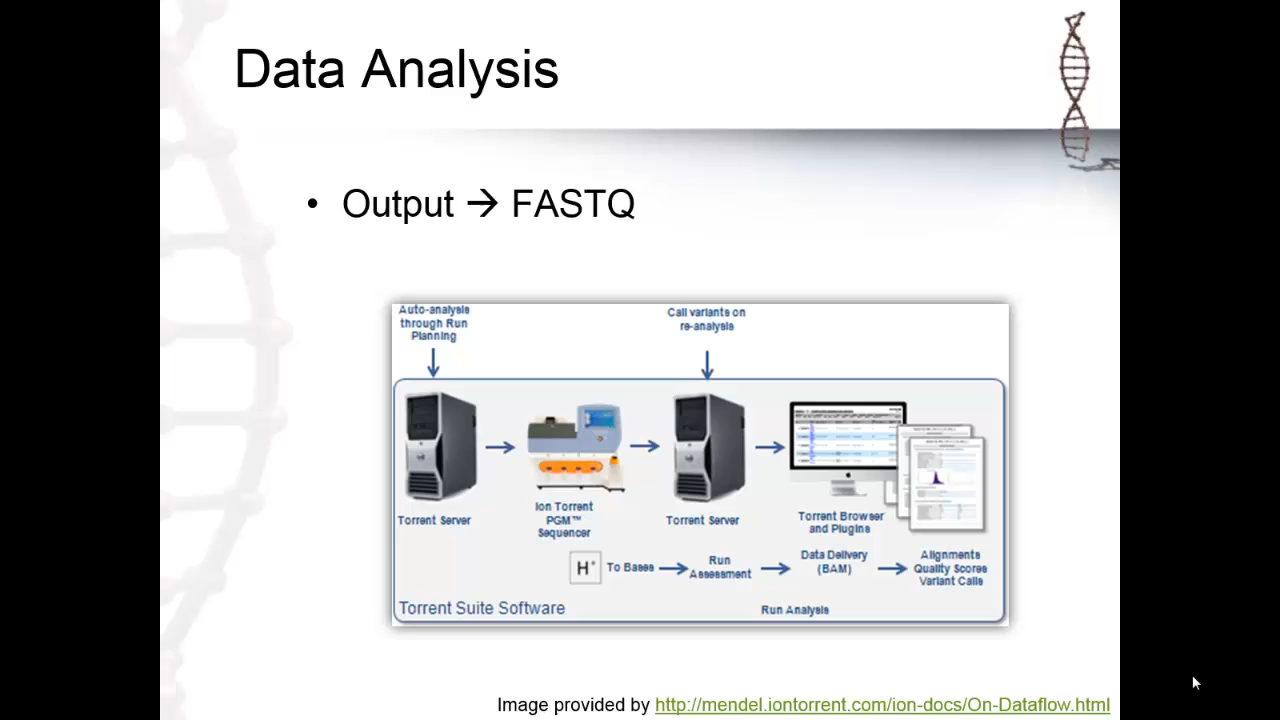 Data Analysis
• Output → FASTQ
Auto-analysis
through Run
Planning
Call variants on
re-analysis
Torrent Server
Ion Torrent
PGM™
Sequencer
Torrent Server
Torrent Browser
and Plugins
H+ To Bases
Run
Assessment
Data Delivery
(BAM)
Alignments
Quality Scores
Variant Calls
Torrent Suite Software
Run Analysis
Image provided by http://mendel.iontorrent.com/ion-docs/On-Dataflow.html